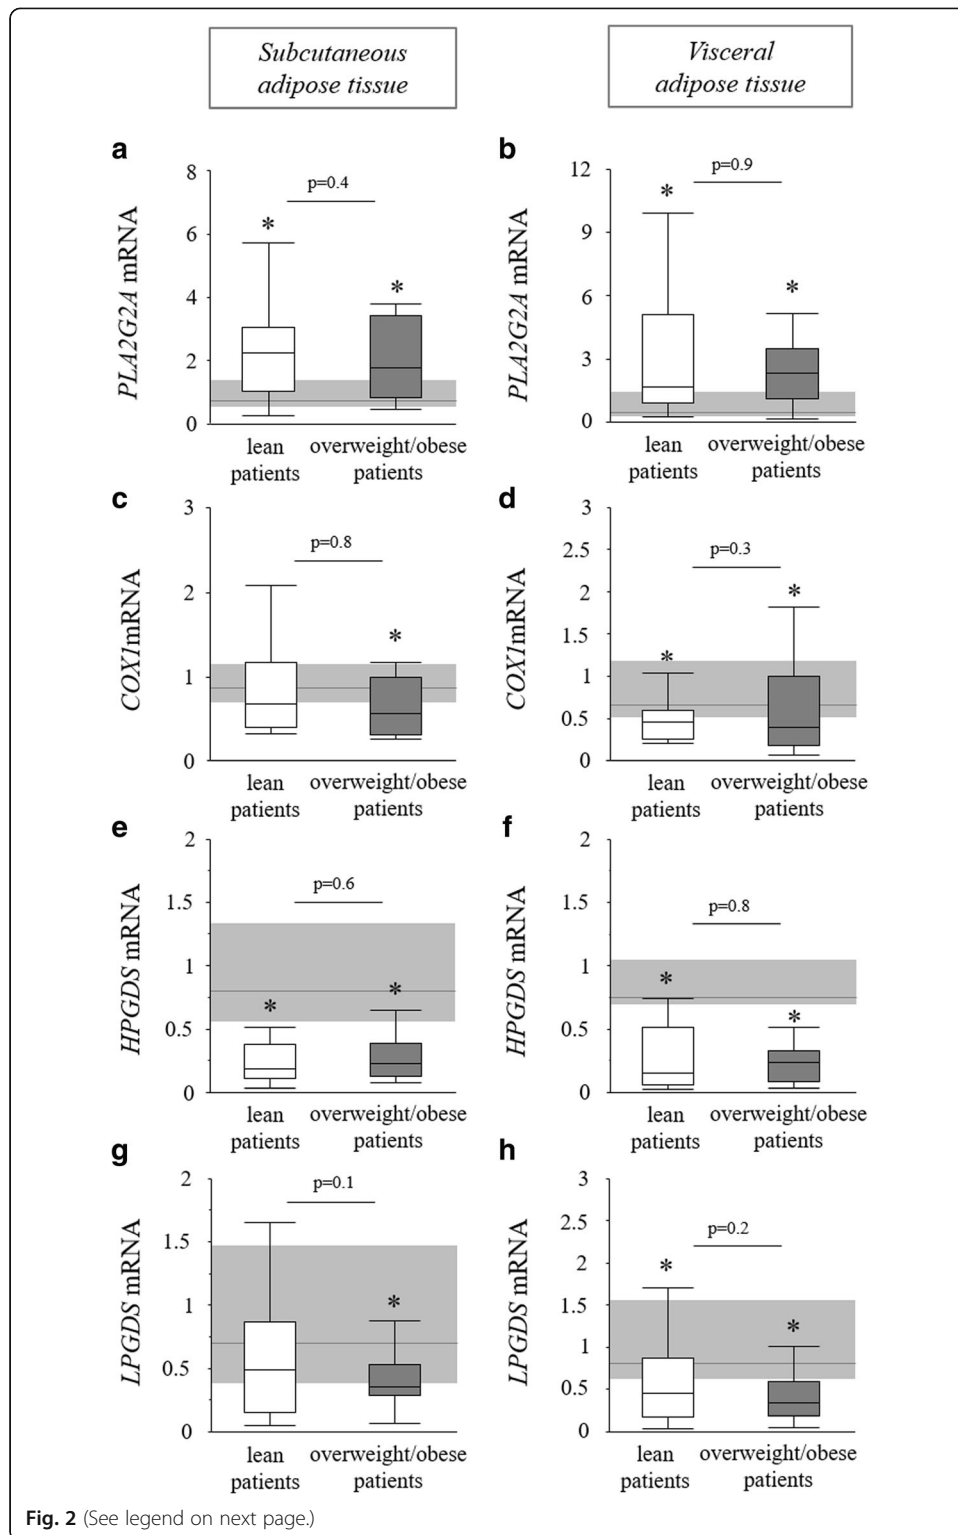 Subcutaneous
adipose tissue
Visceral
adipose tissue
a
PLA2G2A mRNA
8
6
4
2
0
p=0.4
*
*
lean
patients
overweight/obese
patients
b
PLA2G2A mRNA
12
9
6
3
0
p=0.9
*
*
lean
patients
overweight/obese
patients
c
COX1mRNA
3
2
1
0
p=0.8
*
lean
patients
overweight/obese
patients
d
COX1mRNA
3
2.5
2
1.5
1
0.5
0
p=0.3
*
*
lean
patients
overweight/obese
patients
e
HPGDS mRNA
2
1.5
1
0.5
0
p=0.6
*
*
lean
patients
overweight/obese
patients
f
HPGDS mRNA
2
1.5
1
0.5
0
p=0.8
*
*
lean
patients
overweight/obese
patients
g
LPGDS mRNA
2
1.5
1
0.5
0
p=0.1
*
lean
patients
overweight/obese
patients
h
LPGDS mRNA
3
2.5
2
1.5
1
0.5
0
p=0.2
*
*
lean
patients
overweight/obese
patients
Fig. 2 (See legend on next page.)